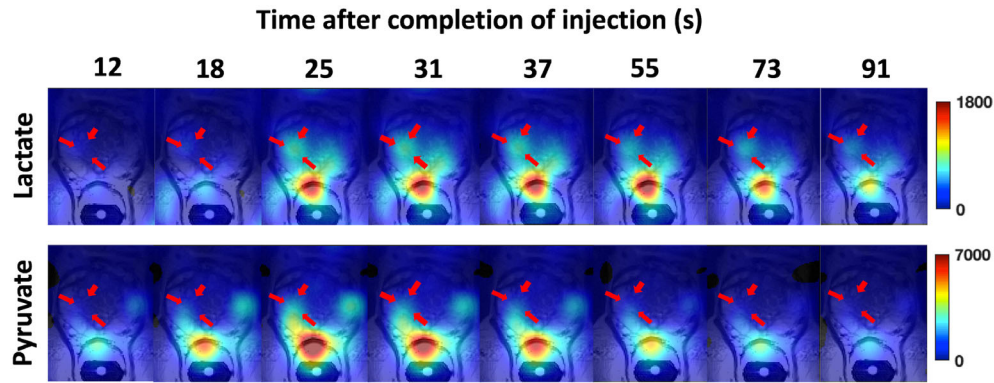 Time after completion of injection (s)
12 18 25 31 37 55 73 91
Lactate
1800
0
Pyruvate
7000
0